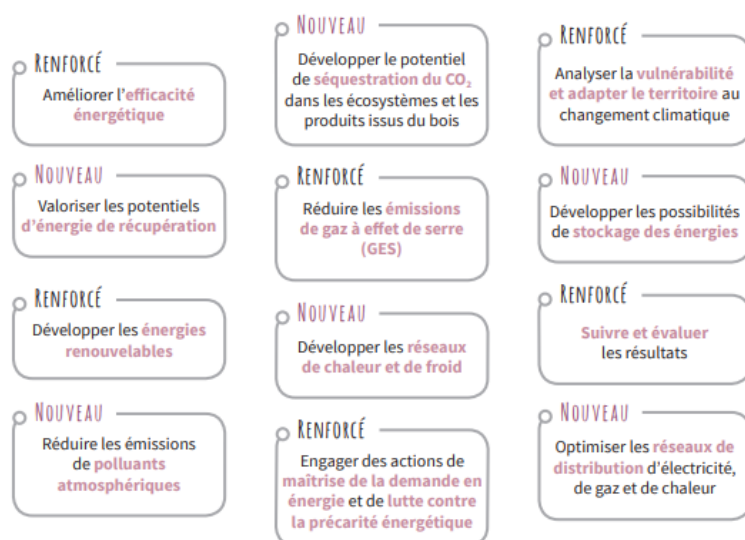 RENFORCÉ
Améliorer l'efficacité
énergétique
NOUVEAU
Valoriser les potentiels
d'énergie de récupération
RENFORCÉ
Développer les énergies
renouvelables
NOUVEAU
Réduire les émissions
de polluants
atmosphériques
NOUVEAU
Développer le potentiel
de séquestration du CO₂
dans les écosystèmes et les
produits issus du bois
RENFORCÉ
Réduire les émissions
de gaz à effet de serre
(GES)
NOUVEAU
Développer les réseaux
de chaleur et de froid
RENFORCÉ
Engager des actions de
maîtrise de la demande en
énergie et de lutte contre
la précarité énergétique
RENFORCÉ
Analyser la vulnérabilité
et adapter le territoire au
changement climatique
NOUVEAU
Développer les possibilités
de stockage des énergies
RENFORCÉ
Suivre et évaluer
les résultats
NOUVEAU
Optimiser les réseaux de
distribution d'électricité,
de gaz et de chaleur